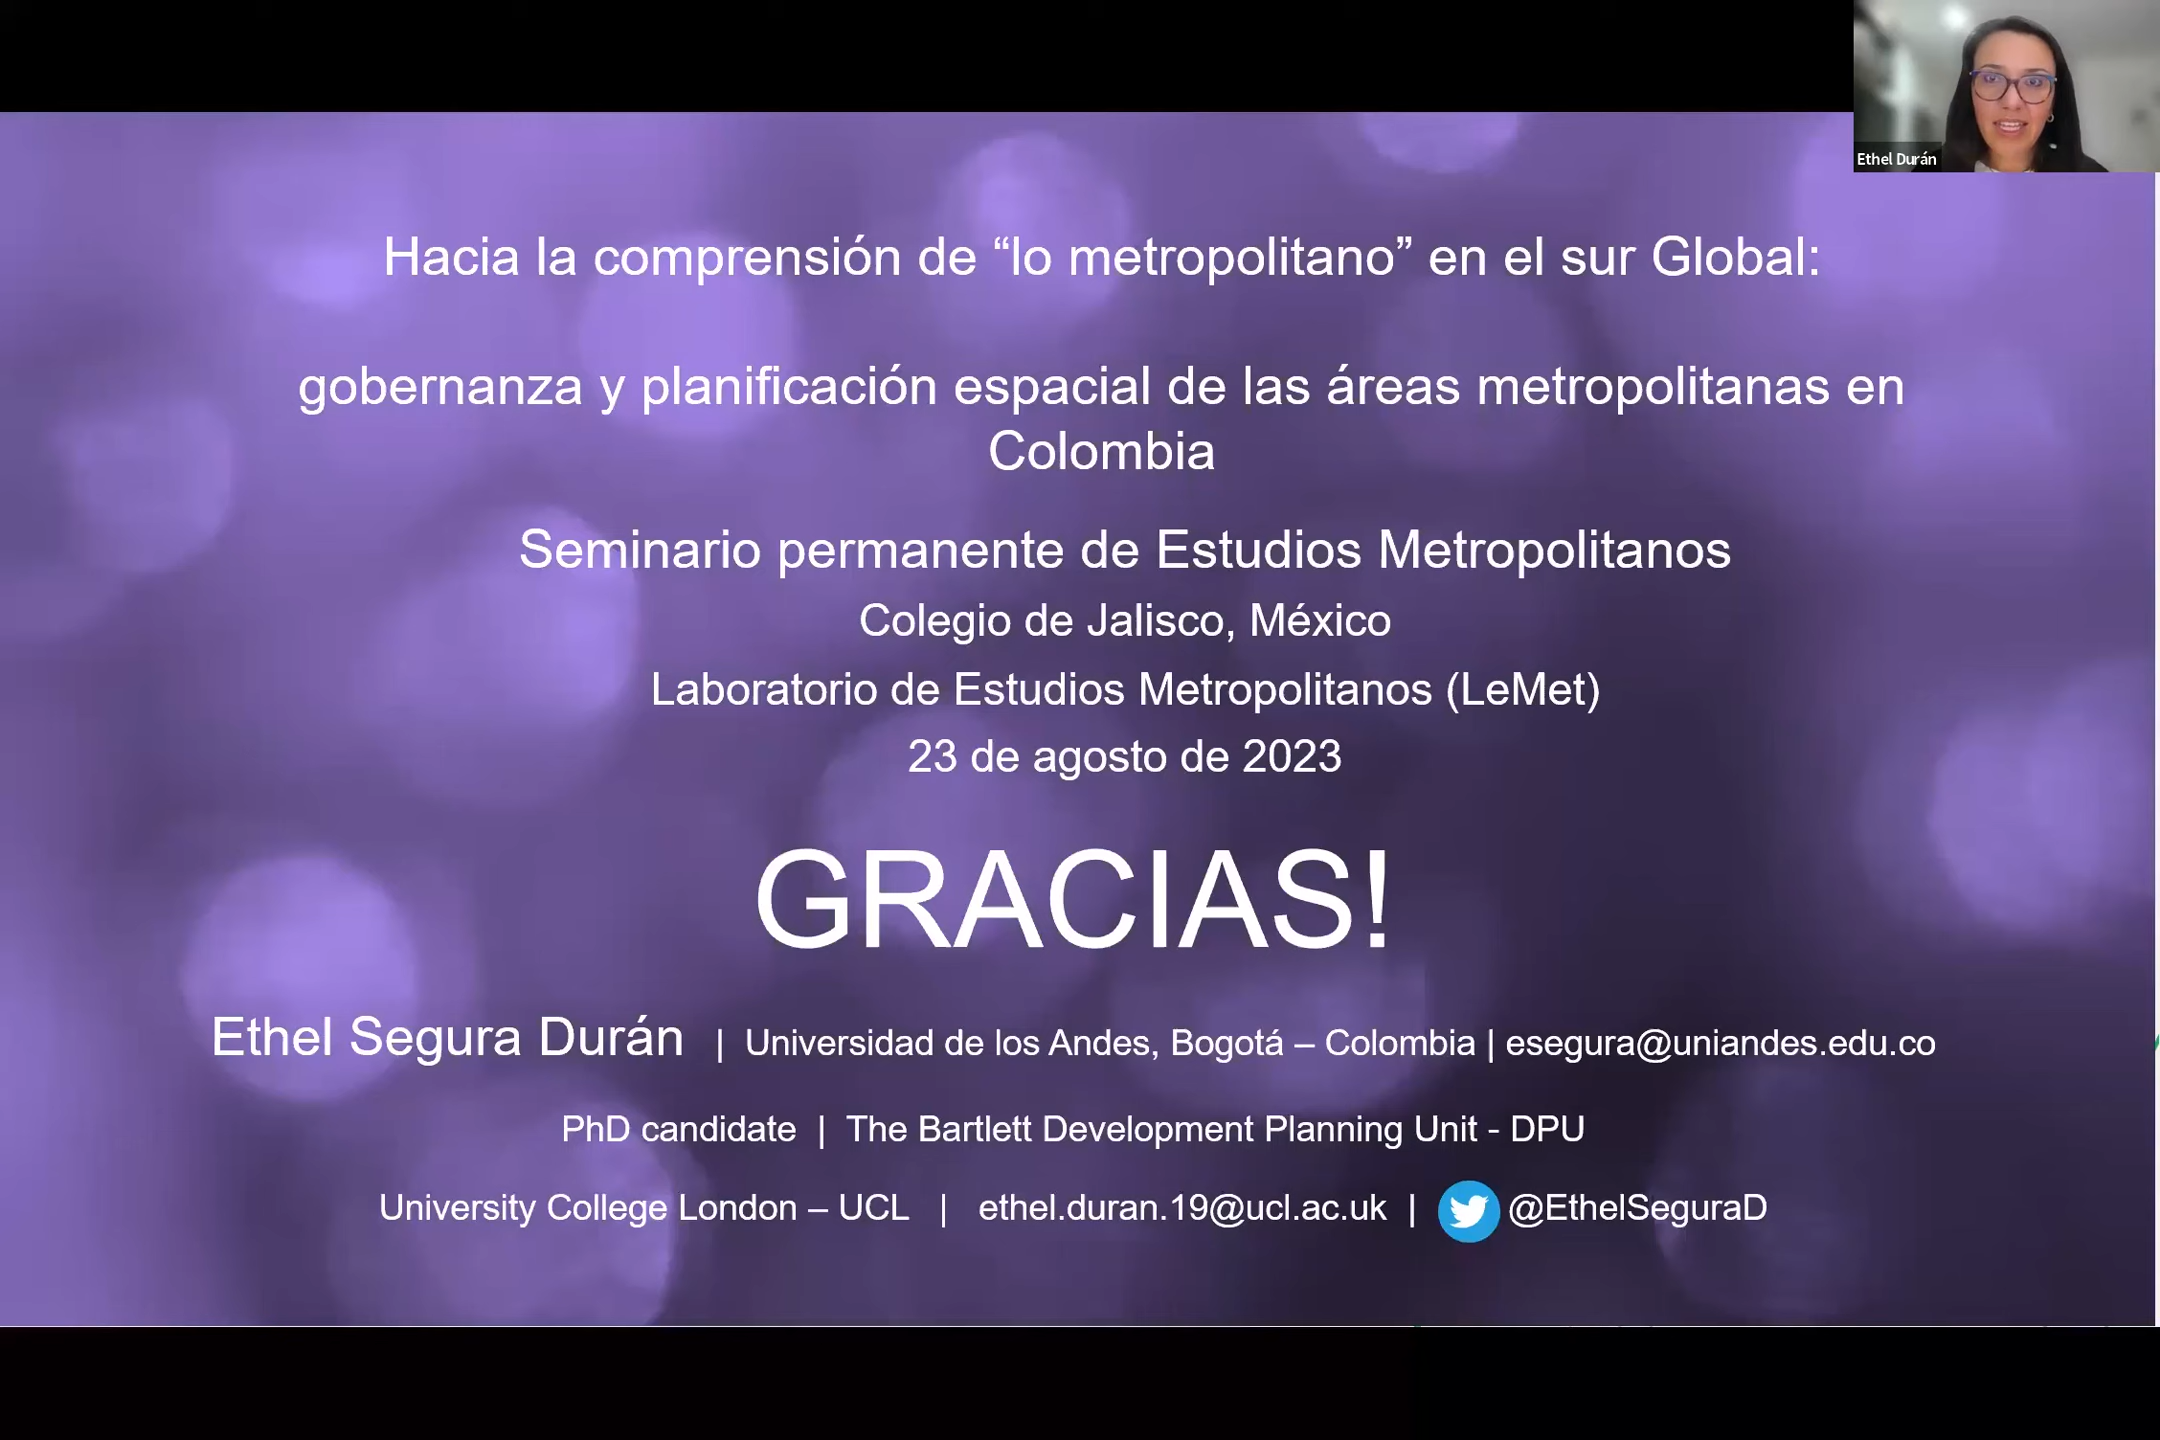 Ethel Durán
Hacia la comprensión de “lo metropolitano” en el sur Global:
gobernanza y planificación espacial de las áreas metropolitanas en
Colombia
Seminario permanente de Estudios Metropolitanos
Colegio de Jalisco, México
Laboratorio de Estudios Metropolitanos (LeMet)
23 de agosto de 2023
GRACIAS!
Ethel Segura Durán | Universidad de los Andes, Bogotá – Colombia | esegura@uniandes.edu.co
PhD candidate | The Bartlett Development Planning Unit - DPU
University College London – UCL | ethel.duran.19@ucl.ac.uk | @EthelSeguraD